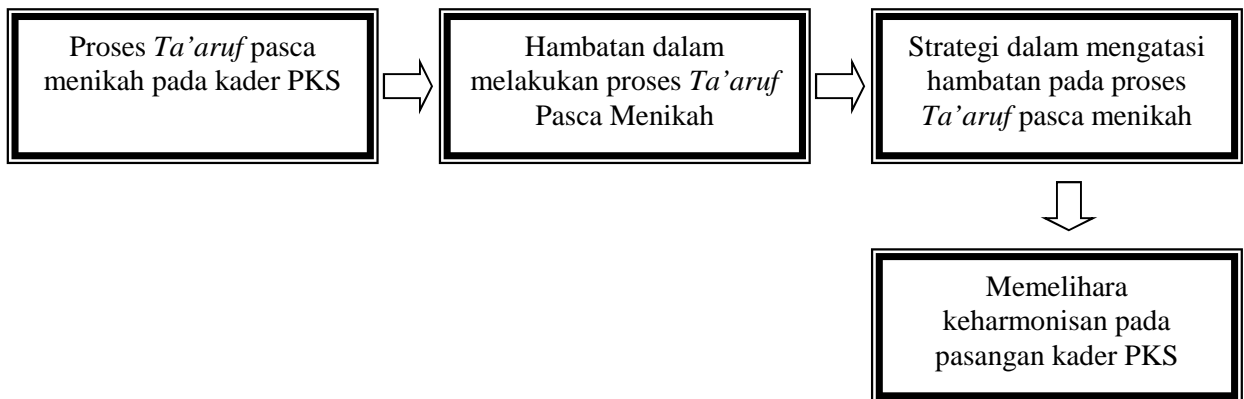 Proses Ta’aruf pasca
menikah pada kader PKS
Hambatan dalam
melakukan proses Ta’aruf
Pasca Menikah
Strategi dalam mengatasi
hambatan pada proses
Ta’aruf pasca menikah
Memelihara
keharmonisan pada
pasangan kader PKS